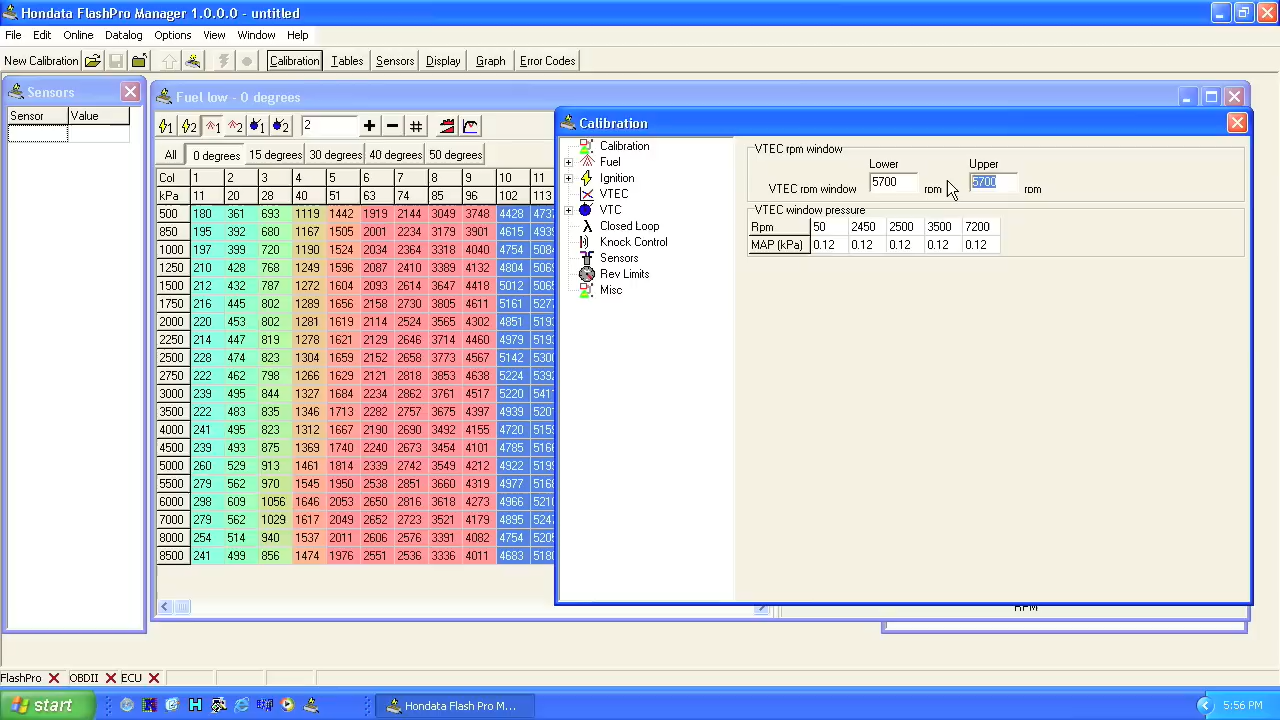 Hondata FlashPro Manager 1.0.0.0 - untitled
File Edit Online Datalog Options View Window Help
New Calibration Calibration Tables Sensors Display Graph Error Codes
Sensors
Sensor Value
Fuel low - 0 degrees
2
All 0 degrees 15 degrees 30 degrees 40 degrees 50 degrees
Col 1 2 3 4 5 6 7 8 9 10 11
kPa 11 20 28 40 51 63 74 85 96 102 113
500 180 361 693 1119 1442 1919 2144 3049 3748 4428
850 195 392 680 1167 1524 2001 2234 3179 3901 4615
1000 197 399 720 1190 1535 2034 2364 3318 4040 4754
1250 210 428 768 1249 1596 2087 2410 3389 4132 4804
1500 212 432 787 1272 1604 2093 2614 3647 4418 5012
1750 216 445 802 1289 1656 2158 2730 3805 4611 5161
2000 220 453 802 1281 1619 2114 2524 3565 4302 4851
2250 214 447 819 1278 1621 2129 2646 3714 4460 4979
2500 228 474 823 1304 1659 2152 2658 3773 4567 5142
2750 222 462 798 1266 1629 2121 2818 3853 4638 5224
3000 239 495 844 1327 1684 2234 2862 3761 4517 5220
3500 222 483 835 1346 1713 2282 2757 3675 4397 4939
4000 241 495 823 1312 1667 2190 2690 3492 4155 4720
4500 239 493 875 1369 1740 2240 2673 3454 4101 4785
5000 260 529 913 1461 1814 2339 2742 3549 4212 4922
5500 279 562 970 1545 1950 2538 2851 3660 4319 4977
6000 298 609 1056 1646 2053 2650 2816 3618 4273 4966
7000 279 562 1029 1617 2049 2652 2723 3521 4179 4895
8000 254 514 940 1537 2011 2606 2576 3391 4082 4754
8500 241 499 856 1474 1976 2551 2536 3336 4011 4683
Calibration
Calibration
Fuel
Ignition
VTEC
VTC
Closed Loop
Knock Control
Sensors
Rev Limits
Misc
VTEC rpm window
Lower Upper
VTEC rpm window 5700 rpm 5700 rpm
VTEC window pressure
Rpm 50 2450 2500 3500 7200
MAP (kPa) 0.12 0.12 0.12 0.12 0.12
RPM
FlashPro OBDII ECU
start Hondata Flash Pro M... 5:56 PM